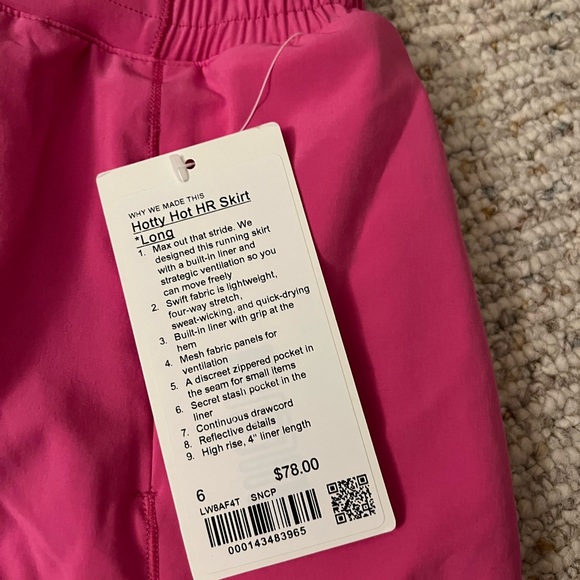 WHY WE MADE THIS
Hotty Hot HR Skirt
*Long
1. Max out that stride. We
designed this running skirt
with a built-in liner and
strategic ventilation so you
can move freely
2. Swift fabric is lightweight,
four-way stretch,
sweat-wicking, and quick-drying
3. Built-in liner with grip at the
hem
4. Mesh fabric panels for
ventilation
5. A discreet zippered pocket in
the seam for small items
6. Secret stash pocket in the
liner
7. Continuous drawcord
8. Reflective details
9. High rise, 4" liner length
6 $78.00
LW8AF4T SNCP
000143483965